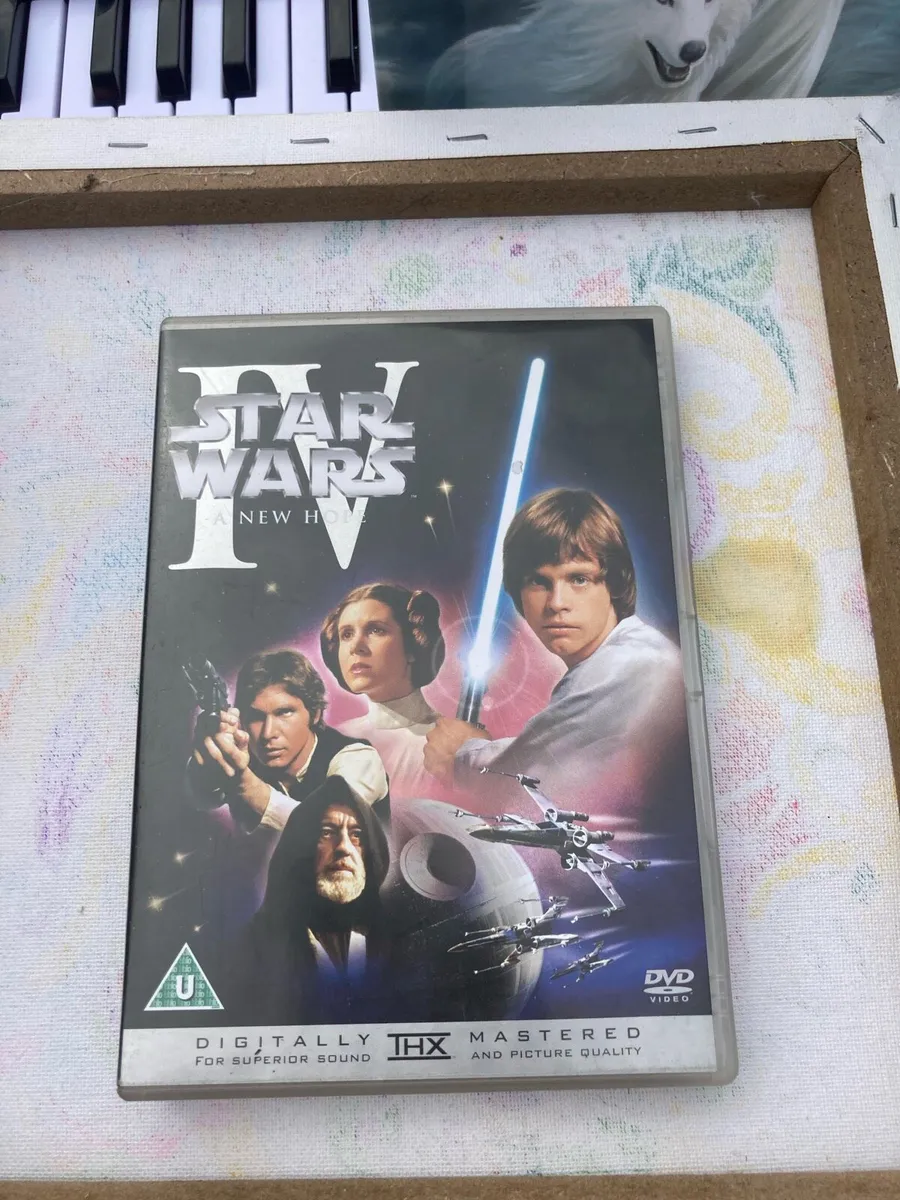 IV
STAR
WARS
A NEW HOPE
U
DVD
VIDEO
DIGITALLY THX MASTERED
FOR SUPERIOR SOUND AND PICTURE QUALITY